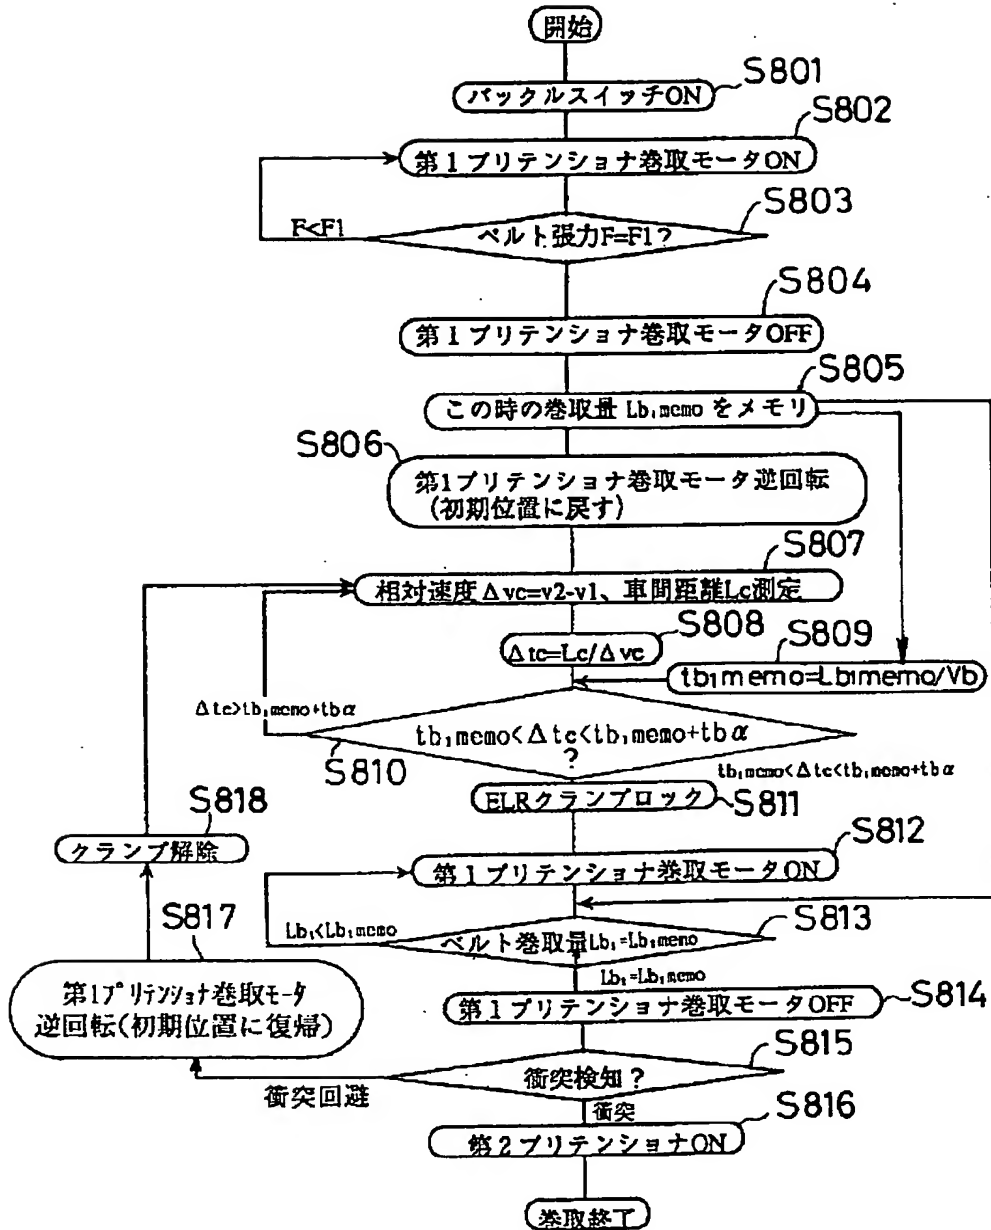 開始
S801
バックルスイッチON
S802
第1プリテンショナ巻取モータON
S803
F<F1
ベルト張力F=F1?
S804
第1プリテンショナ巻取モータOFF
S805
この時の巻取量 Lb₁memo をメモリ
S806
第1プリテンショナ巻取モータ逆回転
(初期位置に戻す)
S807
相対速度Δvc=v2-v1、車間距離Lc測定
S808
Δtc=Lc/Δvc
S809
tb₁memo=Lb₁memo/Vb
Δtc>tb₁memo+tbα
tb₁memo<Δtc<tb₁memo+tbα
?
S810
tb₁memo<Δtc<tb₁memo+tbα
ELRクランプロック
S811
S818
クランプ解除
S812
第1プリテンショナ巻取モータON
S817
Lb₁<Lb₁memo
ベルト巻取量Lb₁=Lb₁memo
S813
Lb₁=Lb₁memo
第1プリテンショナ巻取モータ
逆回転(初期位置に復帰)
第1プリテンショナ巻取モータOFF
S814
S815
衝突検知?
衝突回避
衝突
S816
第2プリテンショナON
巻取終了